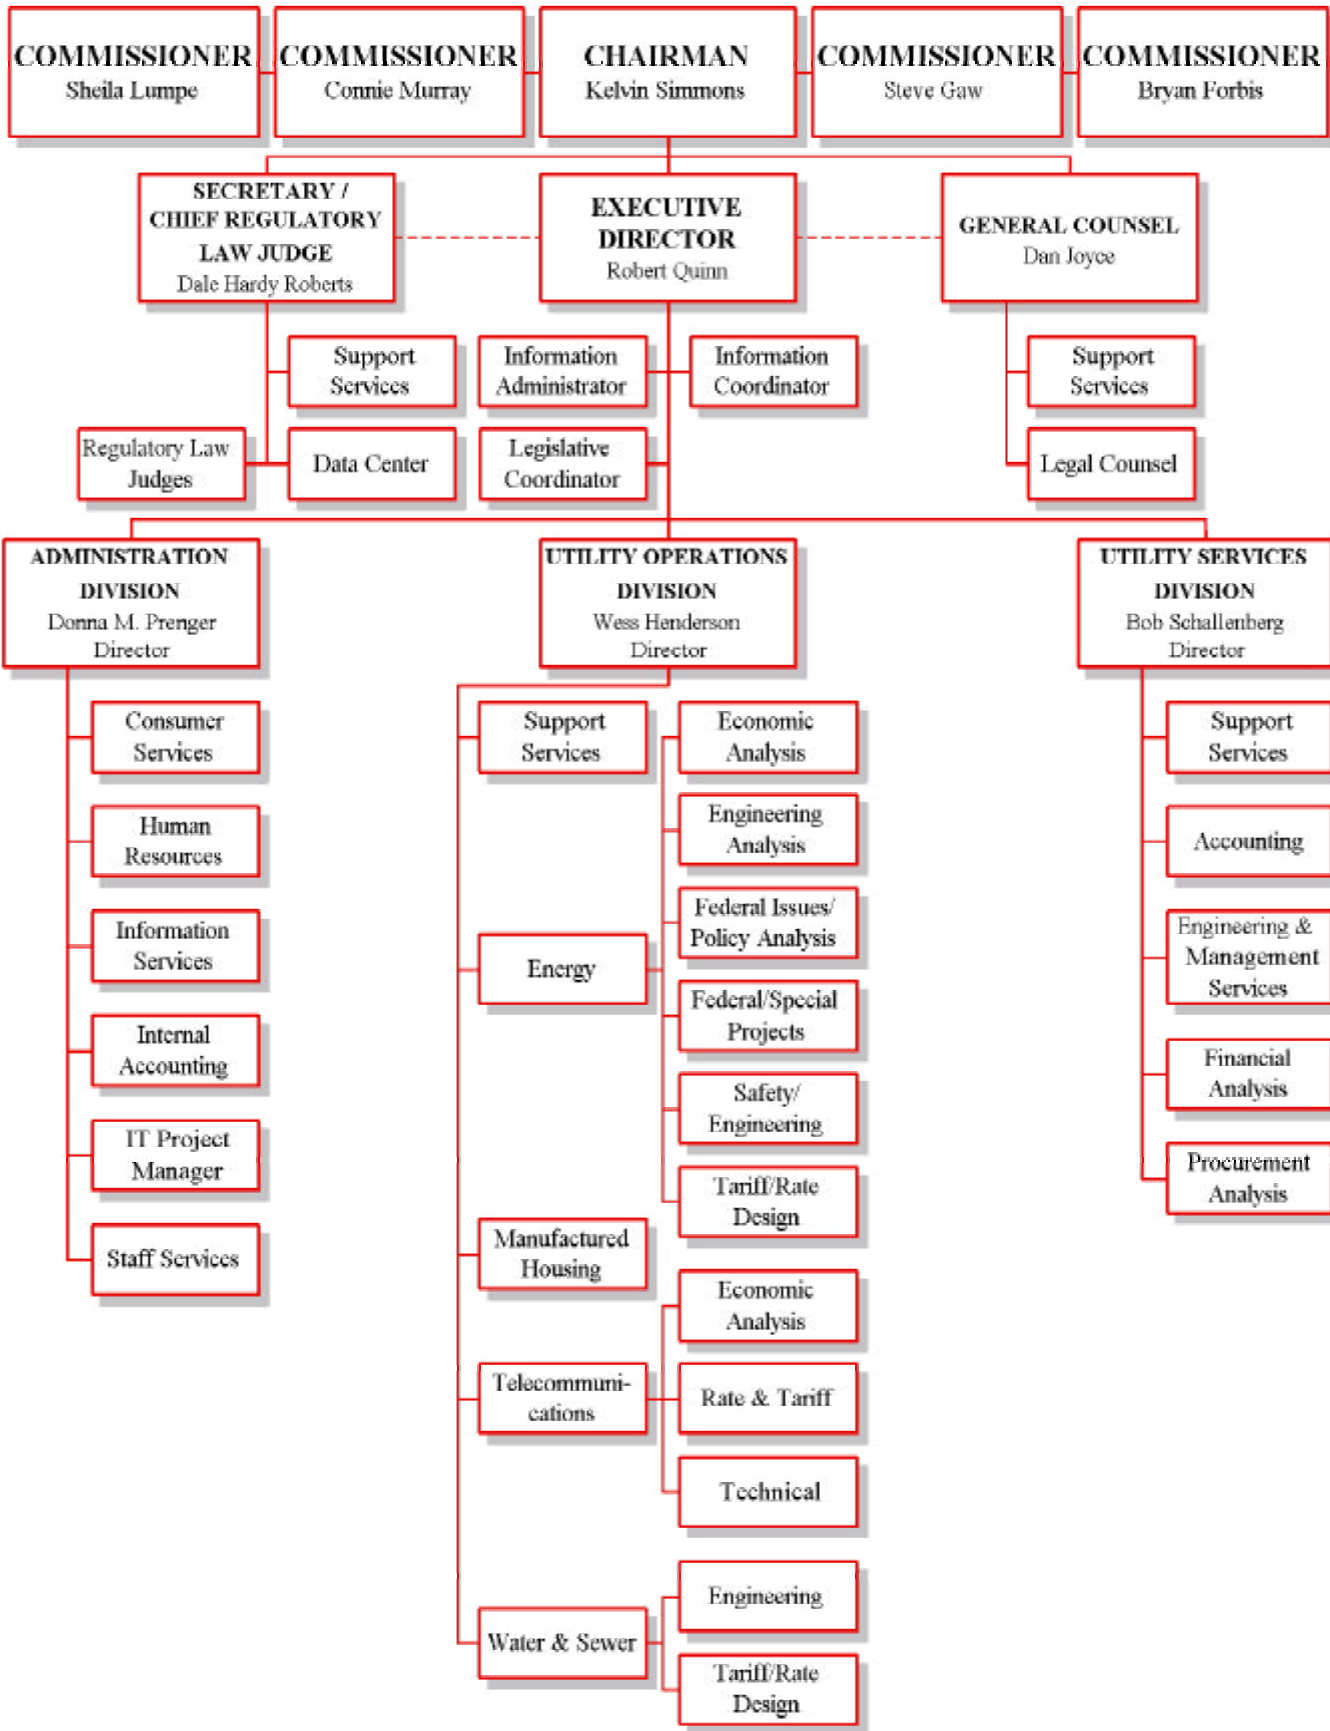 COMMISSIONER
Sheila Lumpe
COMMISSIONER
Connie Murray
CHAIRMAN
Kelvin Simmons
COMMISSIONER
Steve Gaw
COMMISSIONER
Bryan Forbis
SECRETARY /
CHIEF REGULATORY
LAW JUDGE
Dale Hardy Roberts
EXECUTIVE
DIRECTOR
Robert Quinn
GENERAL COUNSEL
Dan Joyce
Support
Services
Information
Administrator
Information
Coordinator
Support
Services
Regulatory Law
Judges
Data Center
Legislative
Coordinator
Legal Counsel
ADMINISTRATION
DIVISION
Donna M. Prenger
Director
UTILITY OPERATIONS
DIVISION
Wess Henderson
Director
UTILITY SERVICES
DIVISION
Bob Schallenberg
Director
Consumer
Services
Human
Resources
Information
Services
Internal
Accounting
IT Project
Manager
Staff Services
Support
Services
Energy
Economic
Analysis
Engineering
Analysis
Federal Issues/
Policy Analysis
Federal/Special
Projects
Safety/
Engineering
Tariff/Rate
Design
Manufactured
Housing
Telecommuni-
cations
Economic
Analysis
Rate & Tariff
Technical
Water & Sewer
Engineering
Tariff/Rate
Design
Support
Services
Accounting
Engineering &
Management
Services
Financial
Analysis
Procurement
Analysis